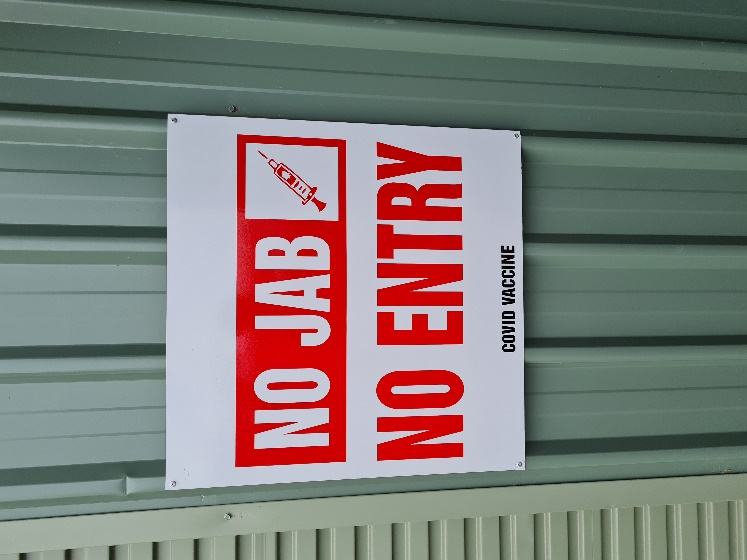 NO JAB
NO ENTRY
COVID VACCINE